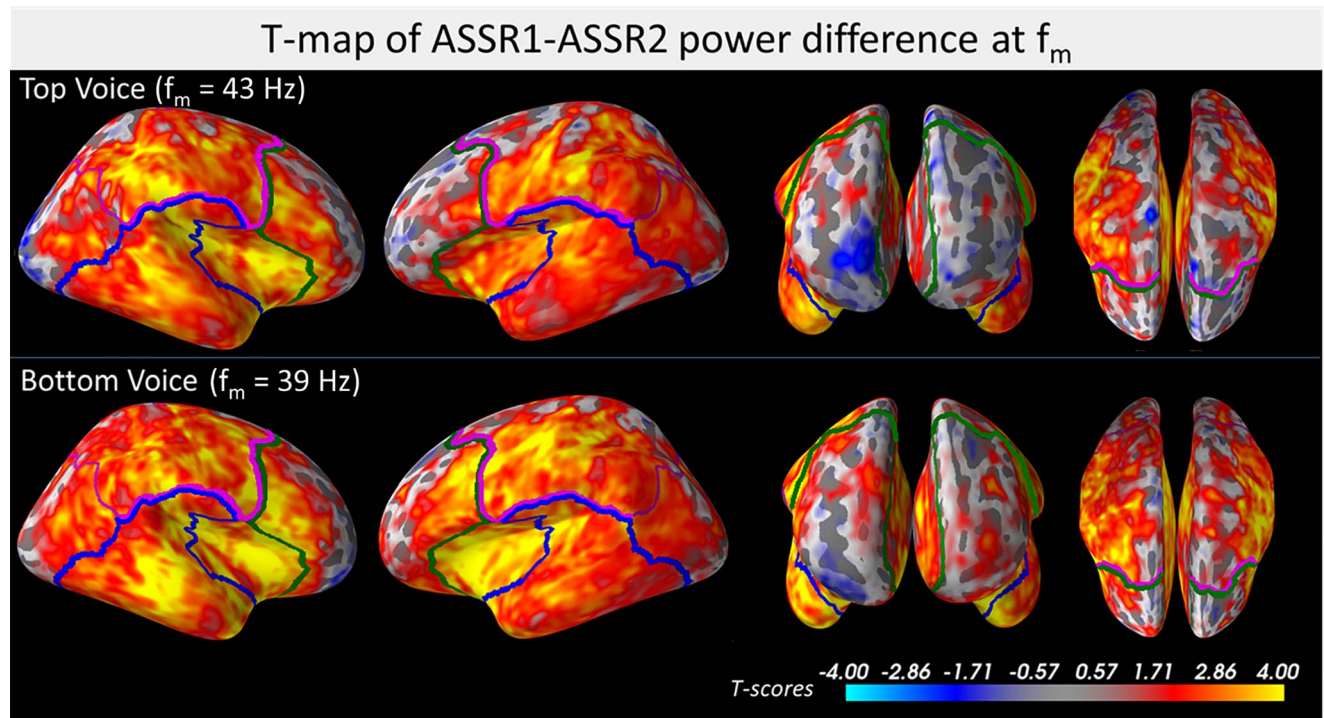 T-map of ASSR1-ASSR2 power difference at fm
Top Voice (fm = 43 Hz)
Bottom Voice (fm = 39 Hz)
-4.00 -2.86 -1.71 -0.57 0.57 1.71 2.86 4.00
T-scores